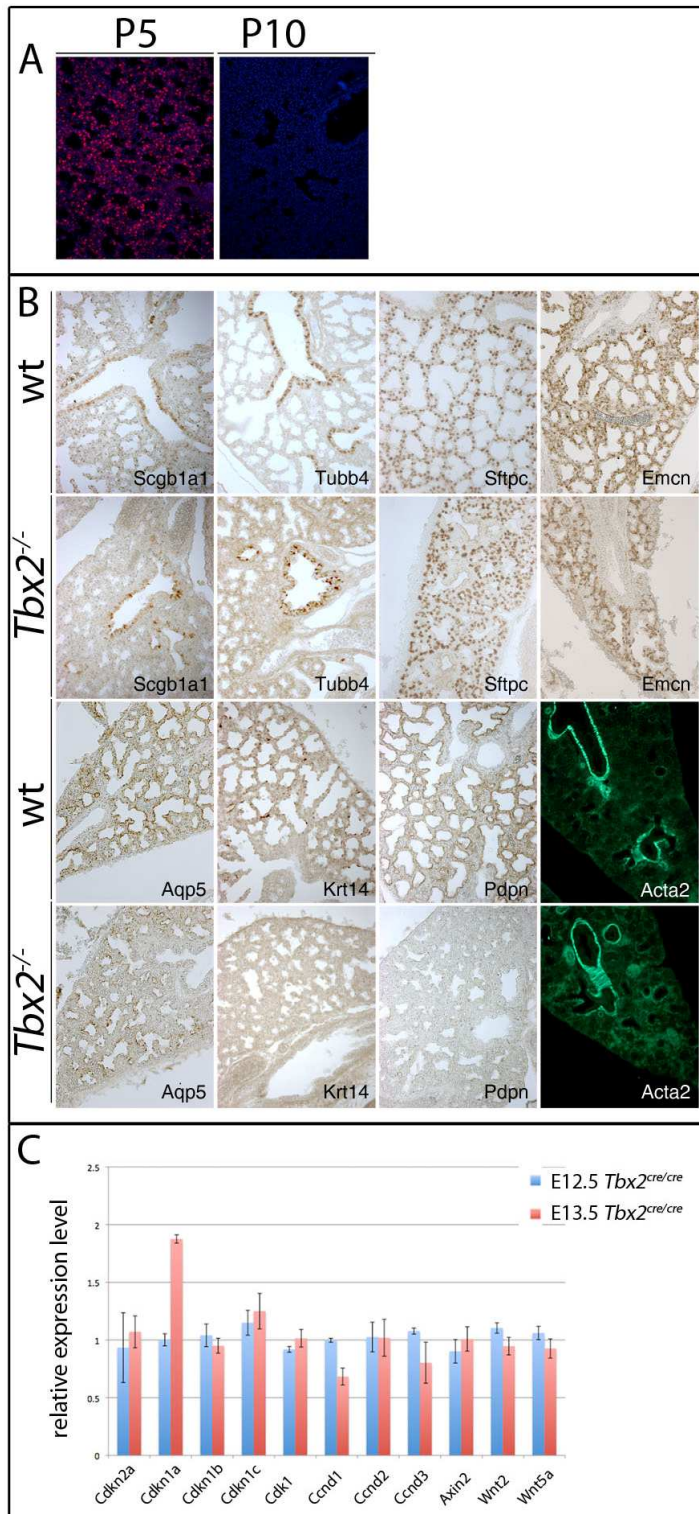 A
P5 P10
B
wt
Scgb1a1 Tubb4 Sftpc Emcn
Tbx2-/-
Scgb1a1 Tubb4 Sftpc Emcn
wt
Aqp5 Krt14 Pdpn Acta2
Tbx2-/-
Aqp5 Krt14 Pdpn Acta2
C
E12.5 Tbx2cre/cre
E13.5 Tbx2cre/cre
relative expression level
2.5
2
1.5
1
0.5
0
Cdkn2a Cdkn1a Cdkn1b Cdkn1c Cdk1 Ccnd1 Ccnd2 Ccnd3 Axin2 Wnt2 Wnt5a